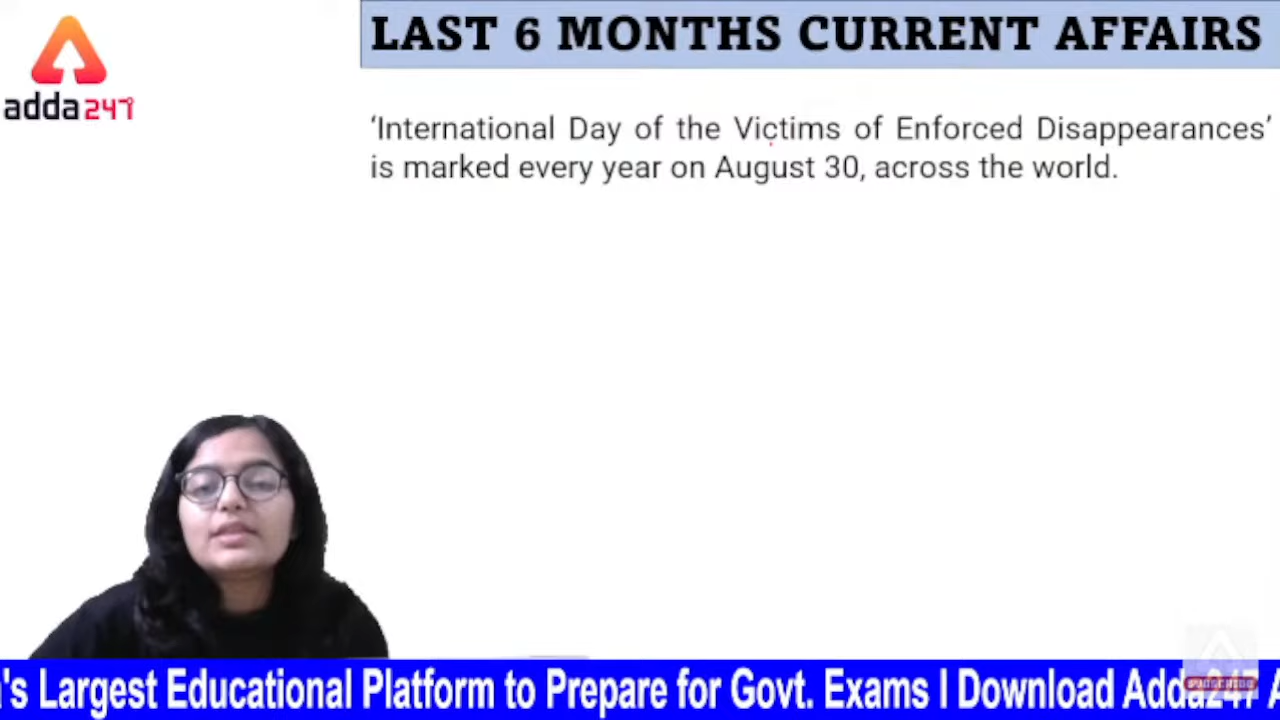 LAST 6 MONTHS CURRENT AFFAIRS
adda247
‘International Day of the Victims of Enforced Disappearances’
is marked every year on August 30, across the world.
's Largest Educational Platform to Prepare for Govt. Exams I Download Adda247 A
SUBSCRIBE